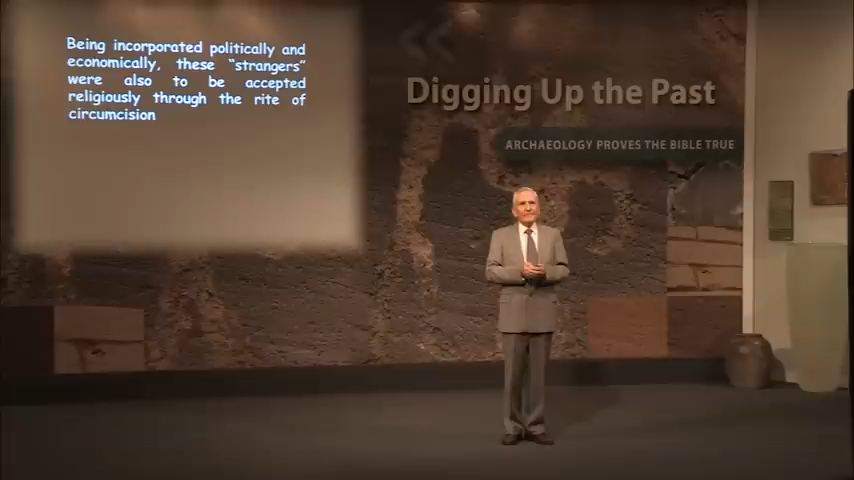 Being incorporated politically and
economically, these “strangers”
were also to be accepted
religiously through the rite of
circumcision
Digging Up the Past
ARCHAEOLOGY PROVES THE BIBLE TRUE